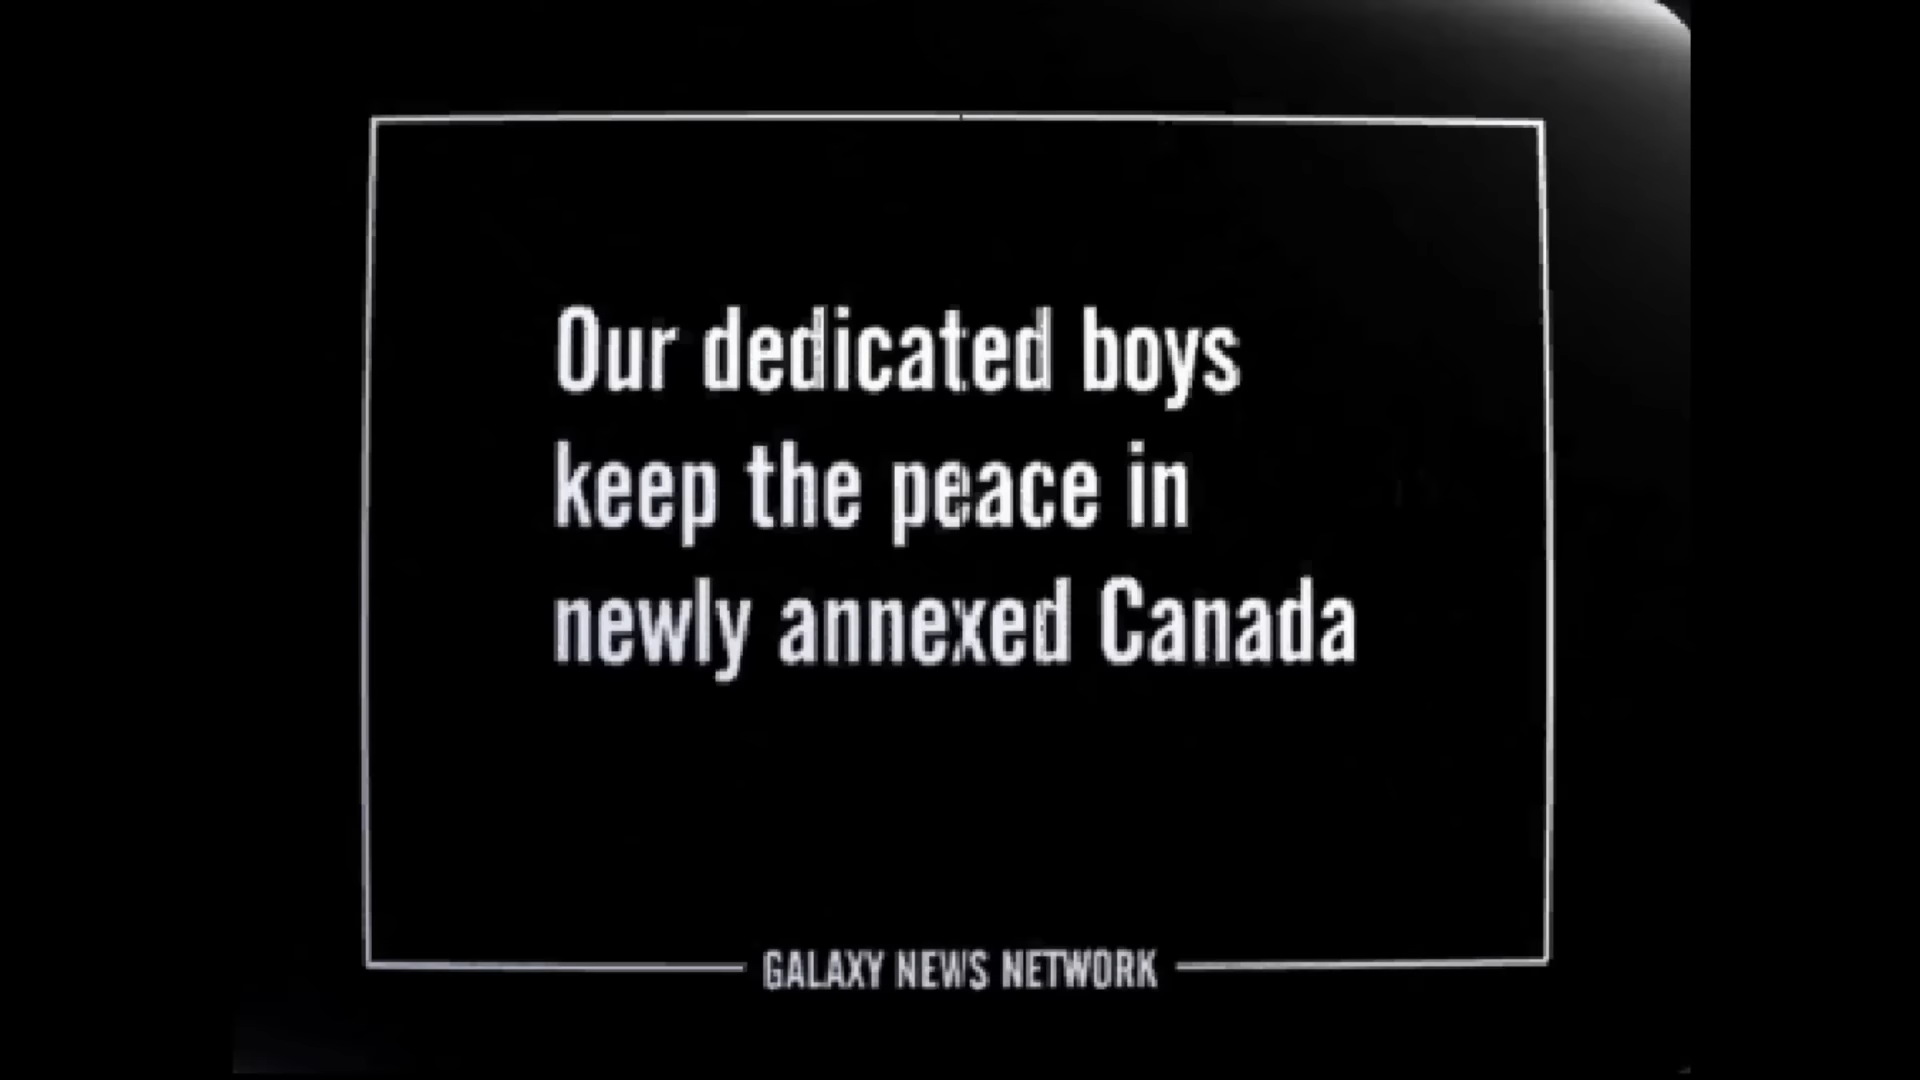 Our dedicated boys
keep the peace in
newly annexed Canada
GALAXY NEWS NETWORK